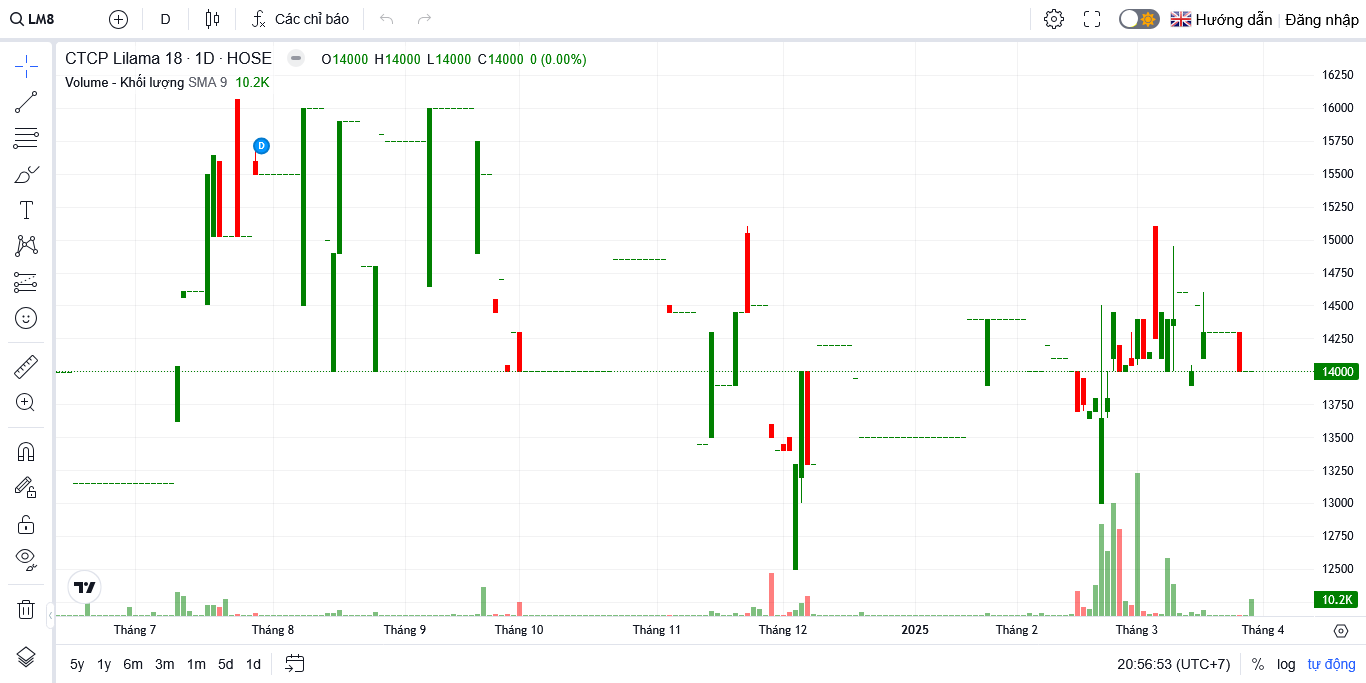 LM8 D Các chỉ báo Hướng dẫn Đăng nhập
CTCP Lilama 18 · 1D · HOSE O14000 H14000 L14000 C14000 0 (0.00%)
Volume - Khối lượng SMA 9 10.2K
D
16250
16000
15750
15500
15250
15000
14750
14500
14250
14000
13750
13500
13250
13000
12750
12500
10.2K
Tháng 7 Tháng 8 Tháng 9 Tháng 10 Tháng 11 Tháng 12 2025 Tháng 2 Tháng 3 Tháng 4
5y 1y 6m 3m 1m 5d 1d 20:56:53 (UTC+7) % log tự động